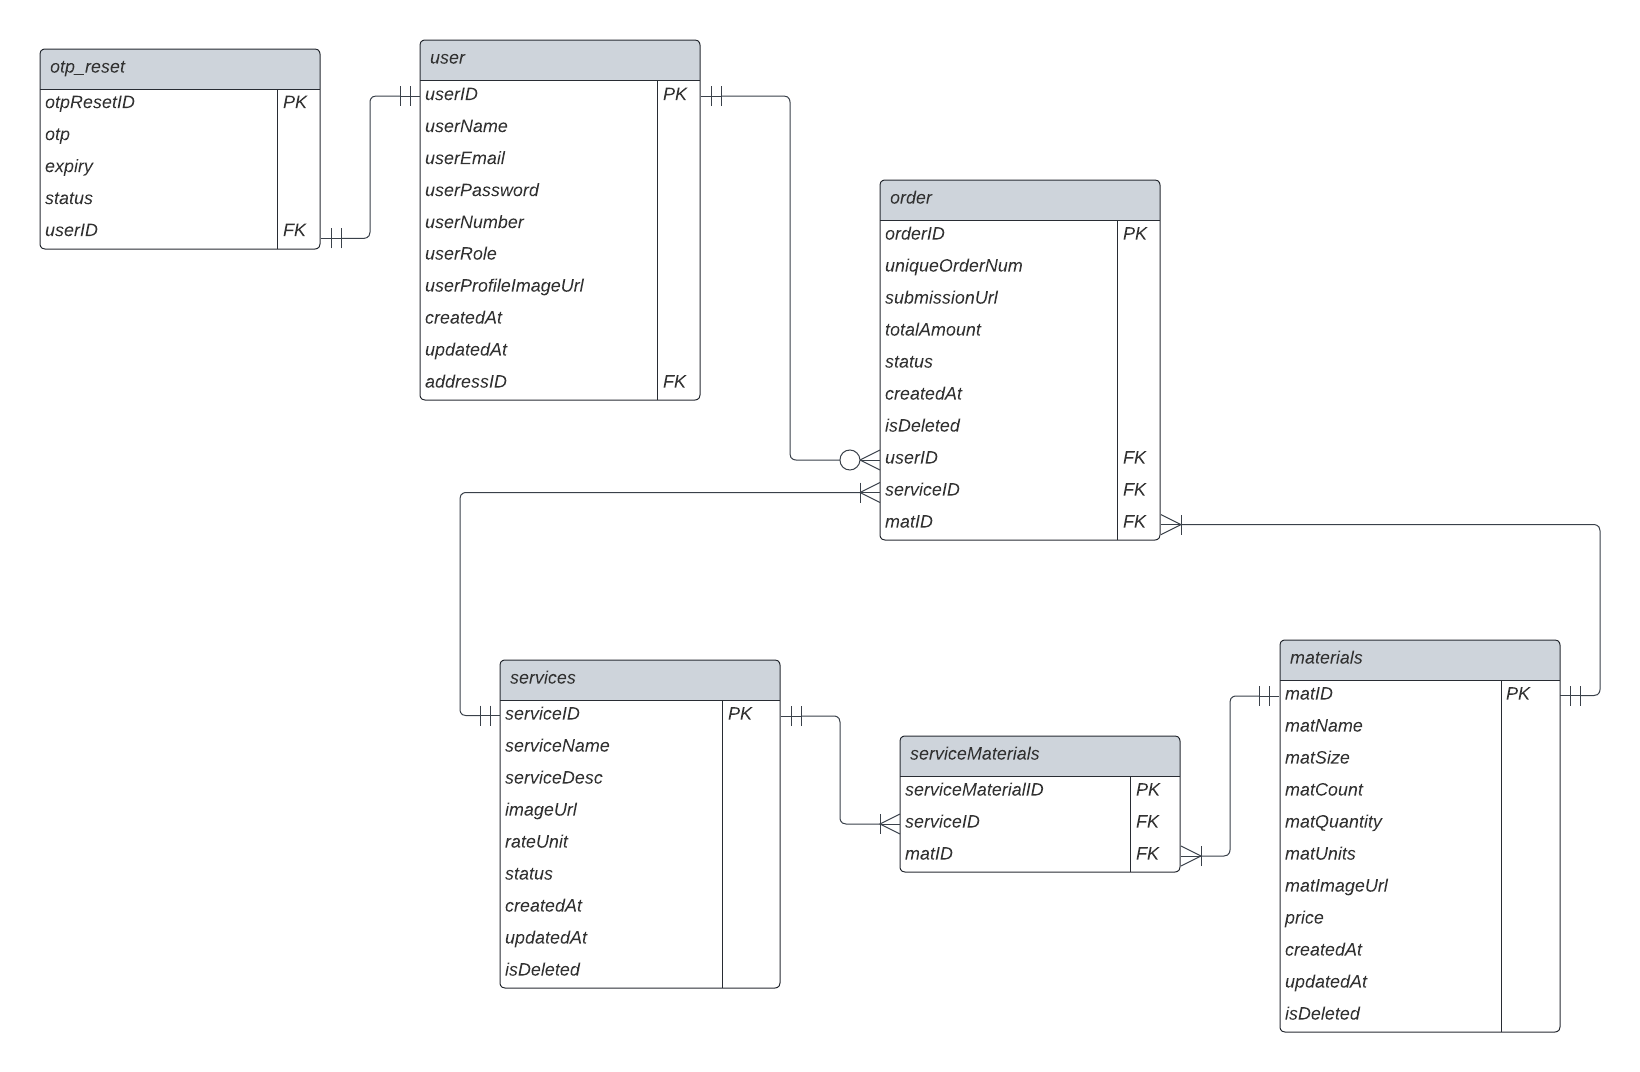 otp_reset
otpResetID PK
otp
expiry
status
userID FK
user
userID PK
userName
userEmail
userPassword
userNumber
userRole
userProfileImageUrl
createdAt
updatedAt
addressID FK
order
orderID PK
uniqueOrderNum
submissionUrl
totalAmount
status
createdAt
isDeleted
userID FK
serviceID FK
matID FK
services
serviceID PK
serviceName
serviceDesc
imageUrl
rateUnit
status
createdAt
updatedAt
isDeleted
serviceMaterials
serviceMaterialID PK
serviceID FK
matID FK
materials
matID PK
matName
matSize
matCount
matQuantity
matUnits
matImageUrl
price
createdAt
updatedAt
isDeleted